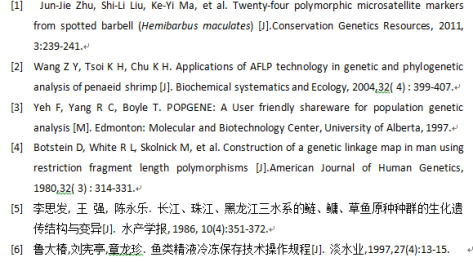 [1] Jun-Jie Zhu, Shi-Li Liu, Ke-Yi Ma, et al. Twenty-four polymorphic microsatellite markers
from spotted barbell (Hemibarbus maculates) [J].Conservation Genetics Resources, 2011,
3:239-241.
[2] Wang Z Y, Tsoi K H, Chu K H. Applications of AFLP technology in genetic and phylogenetic
analysis of penaeid shrimp [J]. Biochemical systematics and Ecology, 2004,32( 4) : 399-407.
[3] Yeh F, Yang R C, Boyle T. POPGENE: A User friendly shareware for population genetic
analysis [M]. Edmonton: Molecular and Biotechnology Center, University of Alberta, 1997.
[4] Botstein D, White R L, Skolnick M, et al. Construction of a genetic linkage map in man using
restriction fragment length polymorphisms [J].American Journal of Human Genetics,
1980,32( 3) : 314-331.
[5] 李思发, 王 强, 陈永乐. 长江、珠江、黑龙江三水系的鲢、鳙、草鱼原种种群的生化遗
传结构与变异[J]. 水产学报, 1986, 10(4):351-372.
[6] 鲁大椿,刘宪亭,章龙珍. 鱼类精液冷冻保存技术操作规程[J]. 淡水业,1997,27(4):13-15.